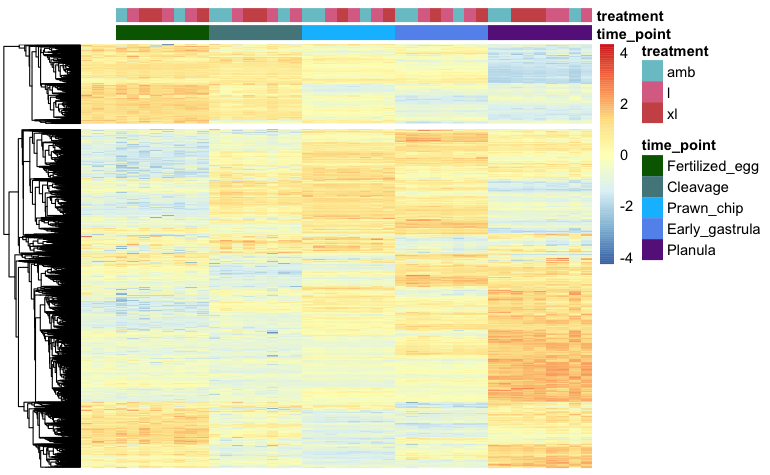 treatment
time_point
4
2
0
-2
-4
treatment
amb
l
xl
time_point
Fertilized_egg
Cleavage
Prawn_chip
Early_gastrula
Planula